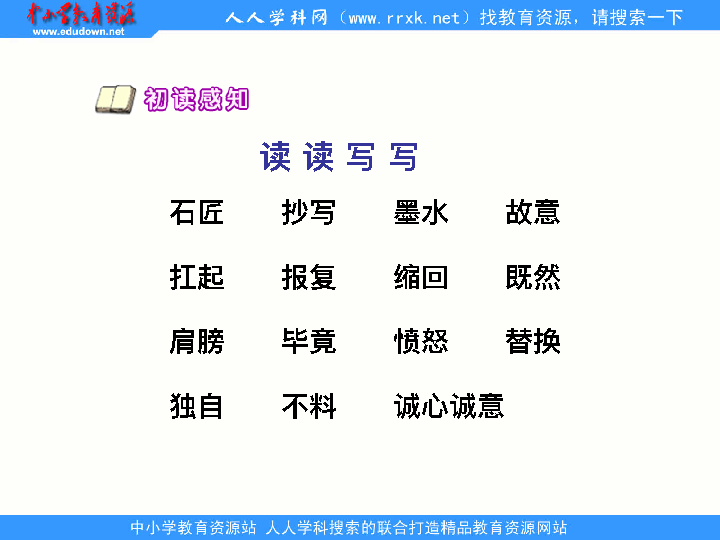 中小学教育资源
www.edudown.net
人人学科网（www.rrxk.net）找教育资源，请搜索一下
初读感知
读读写写
石匠 抄写 墨水 故意
扛起 报复 缩回 既然
肩膀 毕竟 愤怒 替换
独自 不料 诚心诚意
中小学教育资源站 人人学科搜索的联合打造精品教育资源网站